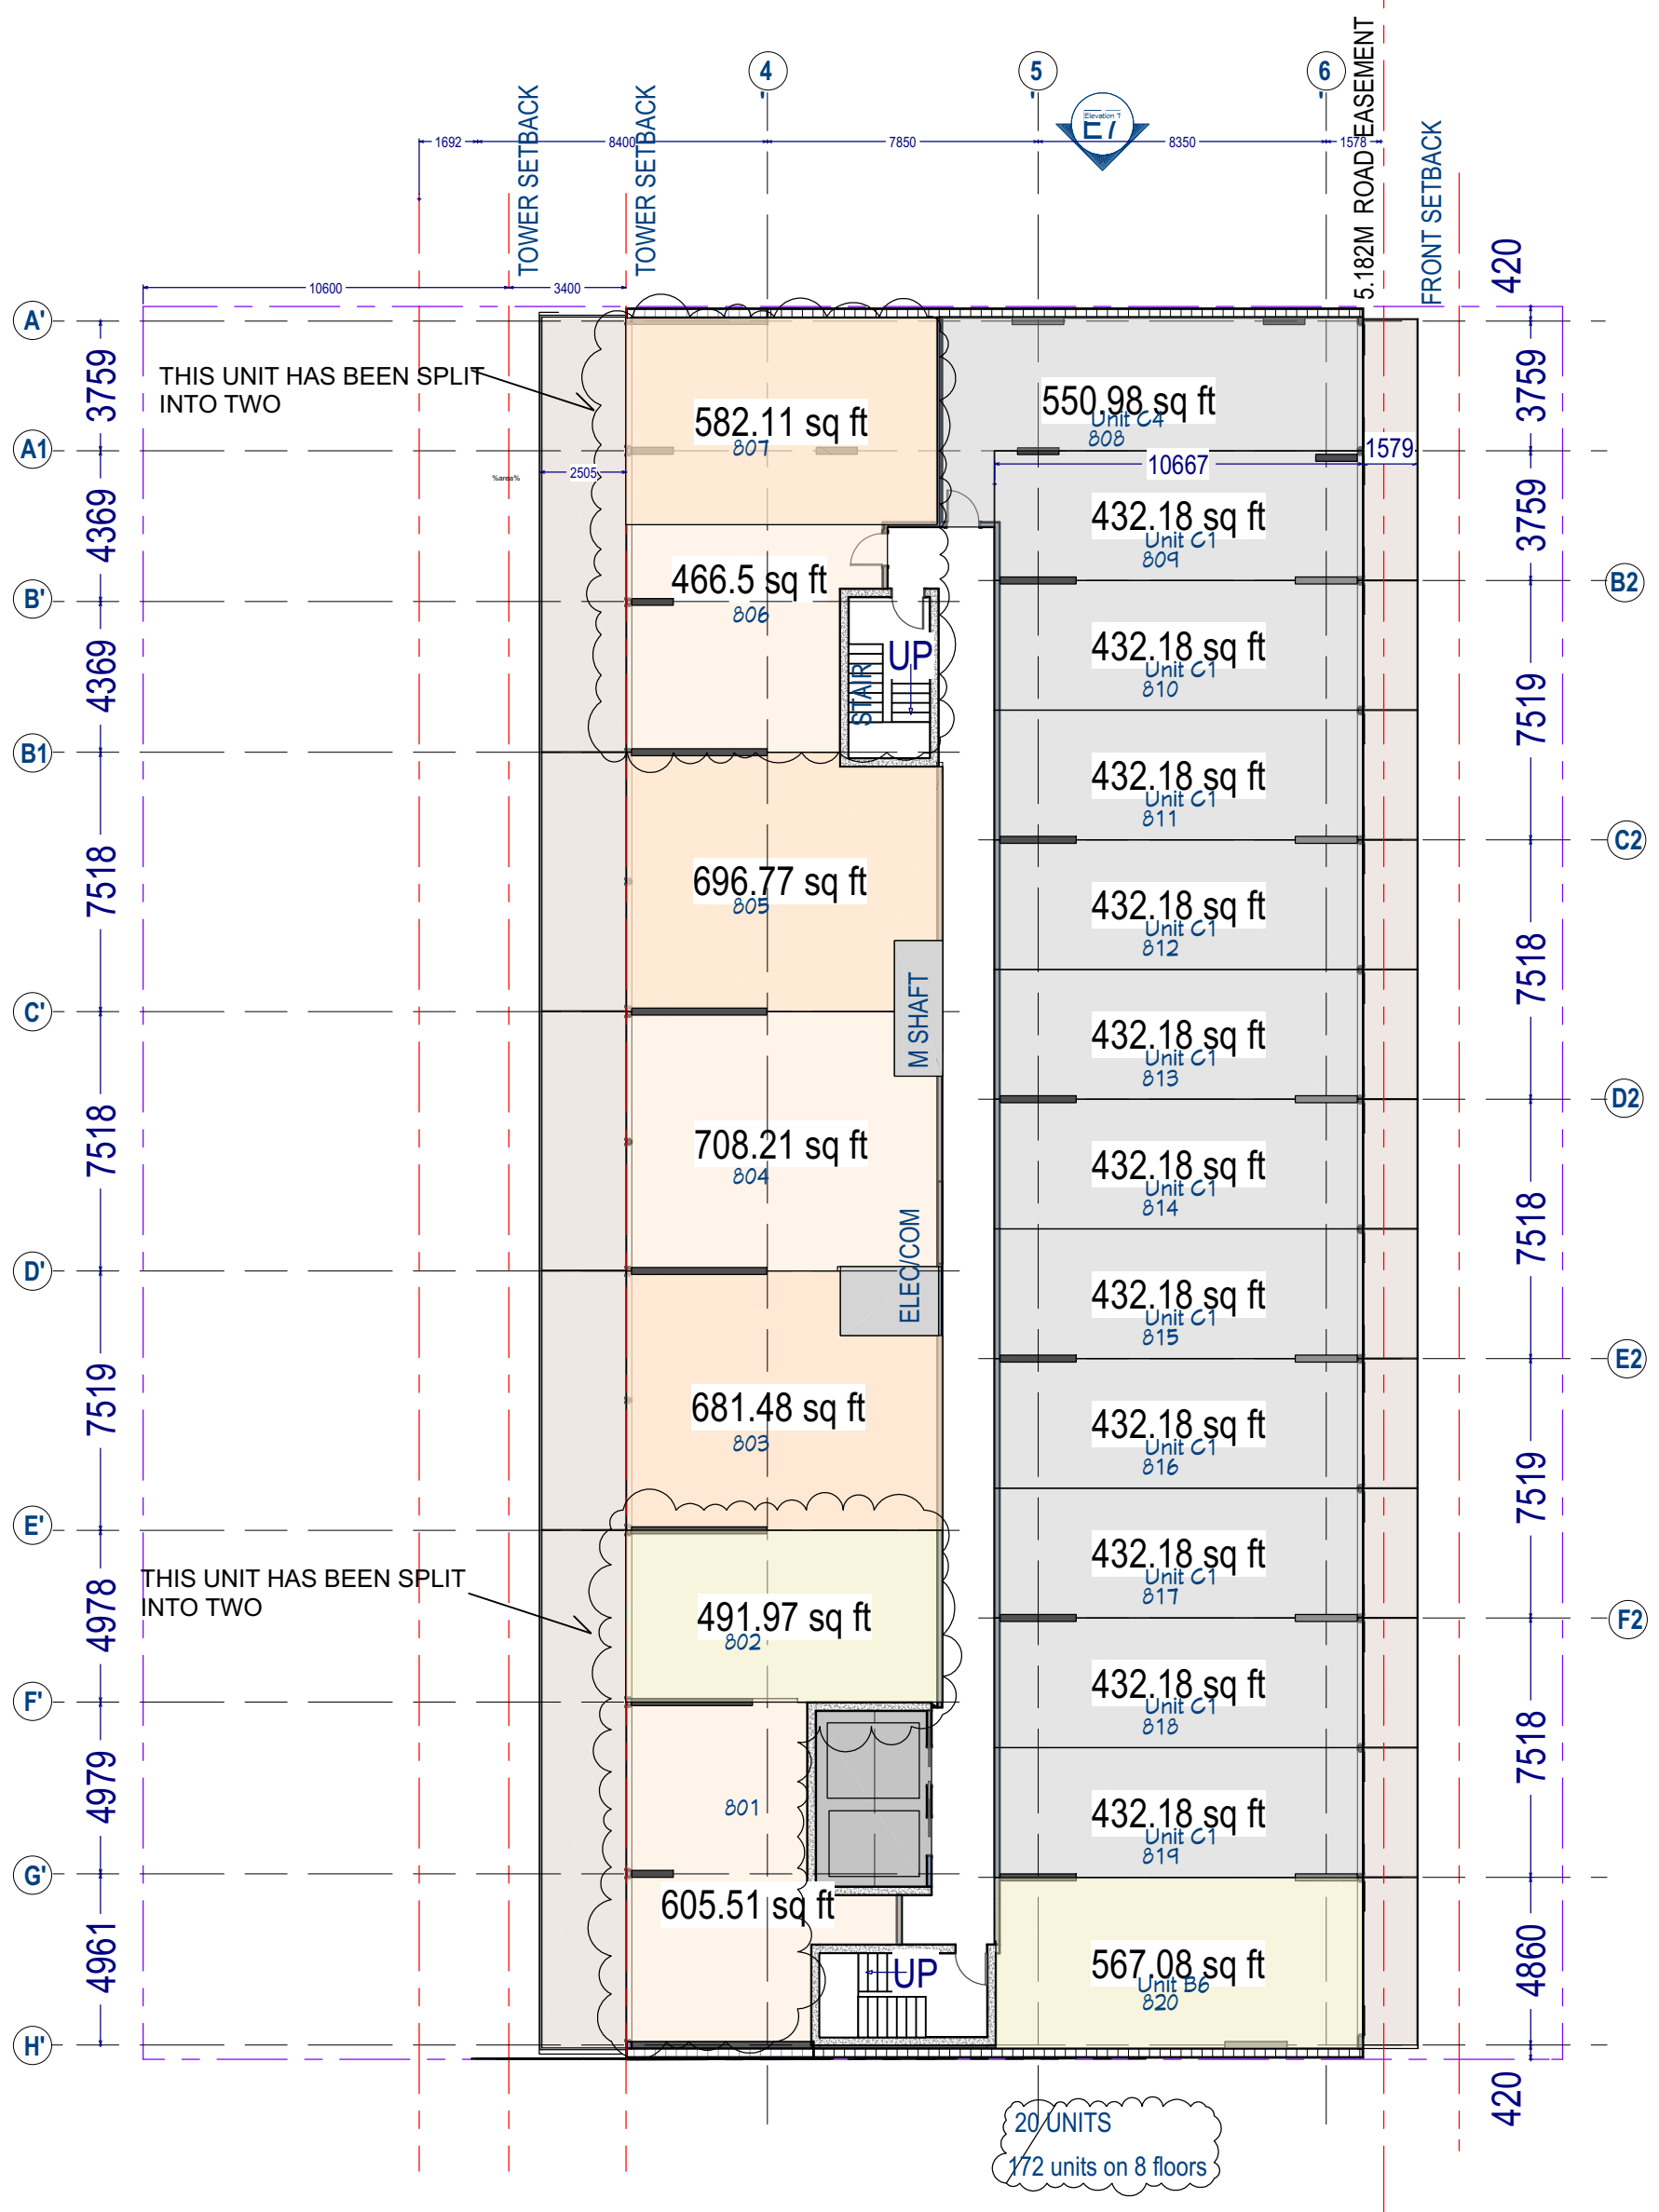 4
5
6
'
'
'
Elevation 7
E7
TOWER SETBACK
TOWER SETBACK
5.182M ROAD EASEMENT
FRONT SETBACK
1692
8400
7850
8350
1578
10600
3400
420
A'
3759
3759
THIS UNIT HAS BEEN SPLIT
INTO TWO
582.11 sq ft
807
550.98 sq ft
Unit C4
808
A1
2505
%area%
10667
1579
4369
3759
432.18 sq ft
Unit C1
809
466.5 sq ft
806
B'
B2
4369
UP
STAIR
432.18 sq ft
Unit C1
810
7519
B1
432.18 sq ft
Unit C1
811
C2
7518
696.77 sq ft
805
432.18 sq ft
Unit C1
812
7518
C'
M SHAFT
432.18 sq ft
Unit C1
813
D2
7518
708.21 sq ft
804
432.18 sq ft
Unit C1
814
7518
D'
ELEC/COM
432.18 sq ft
Unit C1
815
E2
7519
681.48 sq ft
803
432.18 sq ft
Unit C1
816
7519
E'
432.18 sq ft
Unit C1
817
THIS UNIT HAS BEEN SPLIT
INTO TWO
4978
491.97 sq ft
802
F2
F'
432.18 sq ft
Unit C1
818
4979
801
7518
432.18 sq ft
Unit C1
819
G'
605.51 sq ft
4961
UP
567.08 sq ft
Unit B6
820
4860
H'
420
20 UNITS
172 units on 8 floors